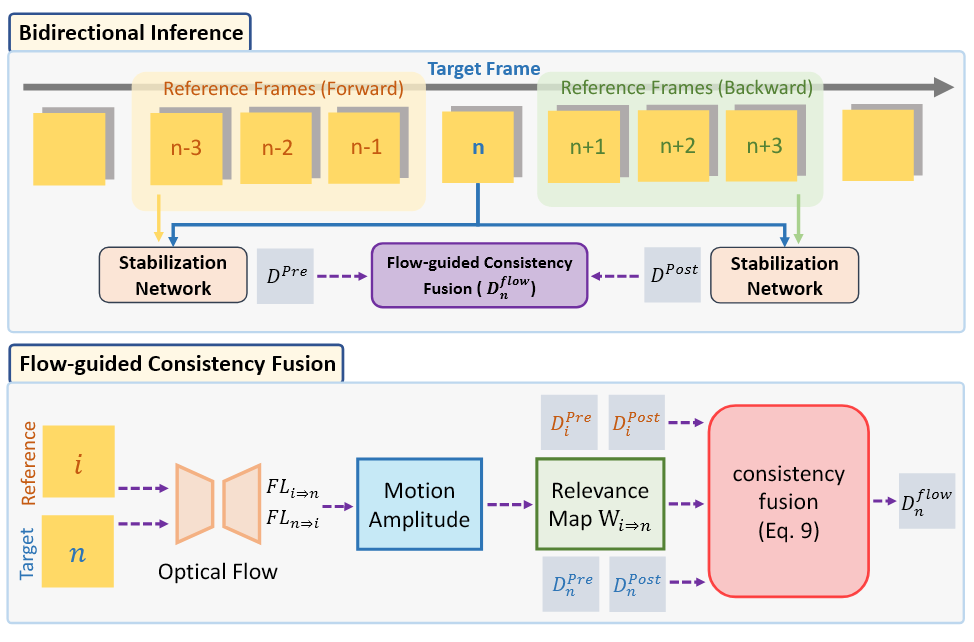 Bidirectional Inference
Target Frame
Reference Frames (Forward)
Reference Frames (Backward)
n-3
n-2
n-1
n
n+1
n+2
n+3
Stabilization
Network
D^{Pre}
Flow-guided Consistency
Fusion ( D_n^{flow})
D^{Post}
Stabilization
Network
Flow-guided Consistency Fusion
Reference
i
Target
n
FL_{i⇒n}
FL_{n⇒i}
Optical Flow
Motion
Amplitude
D_i^{Pre}
D_i^{Post}
Relevance
Map W_{i⇒n}
D_n^{Pre}
D_n^{Post}
consistency
fusion
(Eq. 9)
D_n^{flow}